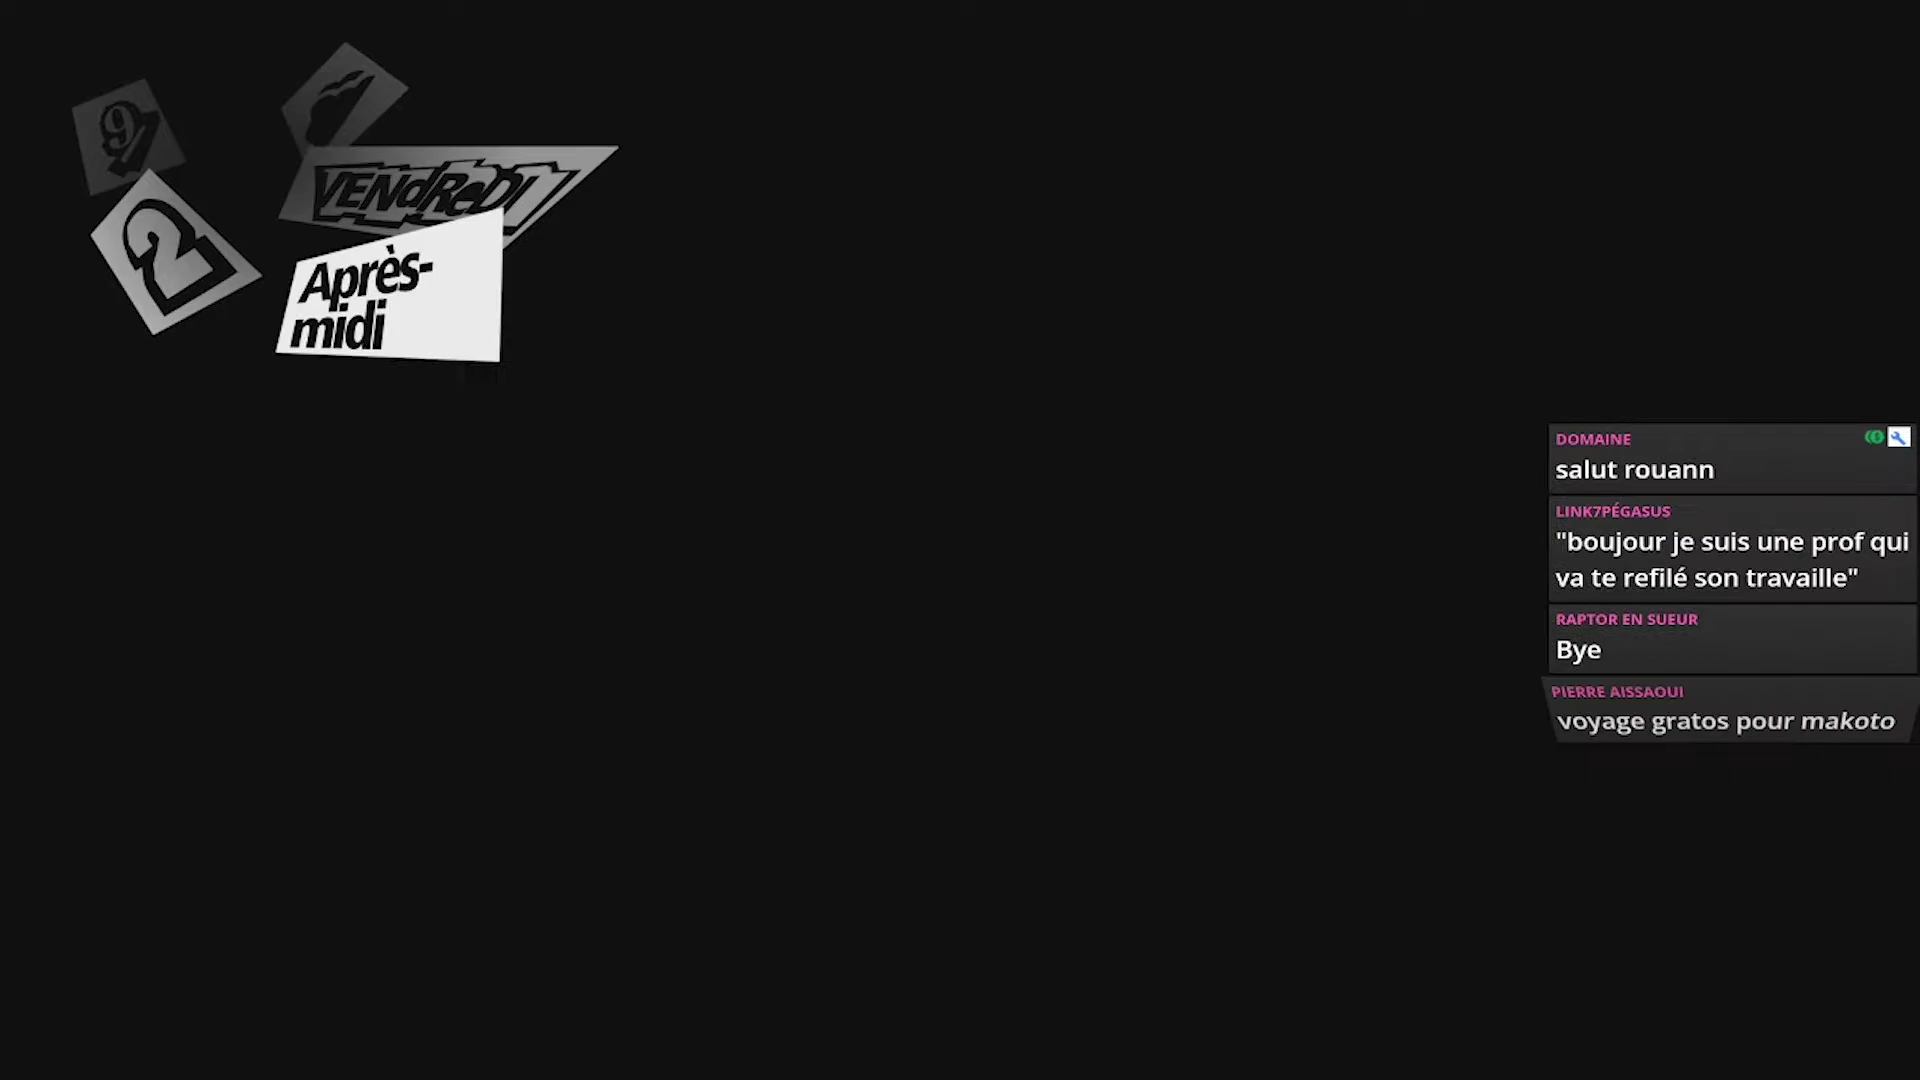 9/
2
VENdReDI
Après-
midi
DOMAINE
salut rouann
LINK7PÉGASUS
"boujour je suis une prof qui
va te refilé son travaille"
RAPTOR EN SUEUR
Bye
PIERRE AISSAOUI
voyage gratos pour makoto